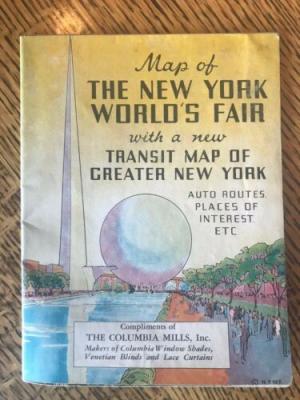 Map of
THE NEW YORK
WORLD'S FAIR
with a new
TRANSIT MAP OF
GREATER NEW YORK
AUTO ROUTES,
PLACES OF
INTEREST,
ETC
Compliments of
THE COLUMBIA MILLS, Inc.
Makers of Columbia Window Shades,
Venetian Blinds and Lace Curtains